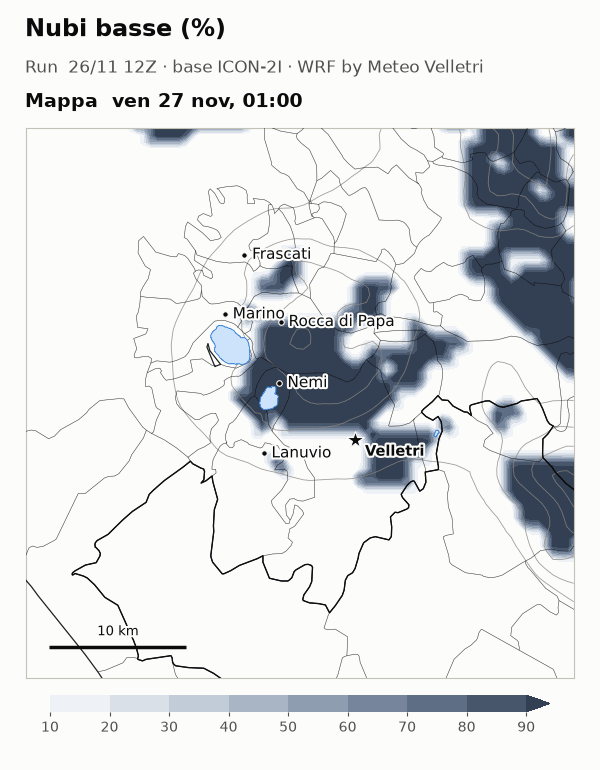 Nubi basse (%)
Run  26/11 12Z · base ICON-2I · WRF by Meteo Velletri
Mappa  ven 27 nov, 01:00
Frascati
Marino
Rocca di Papa
Nemi
Velletri
Lanuvio
10 km
10 20 30 40 50 60 70 80 90